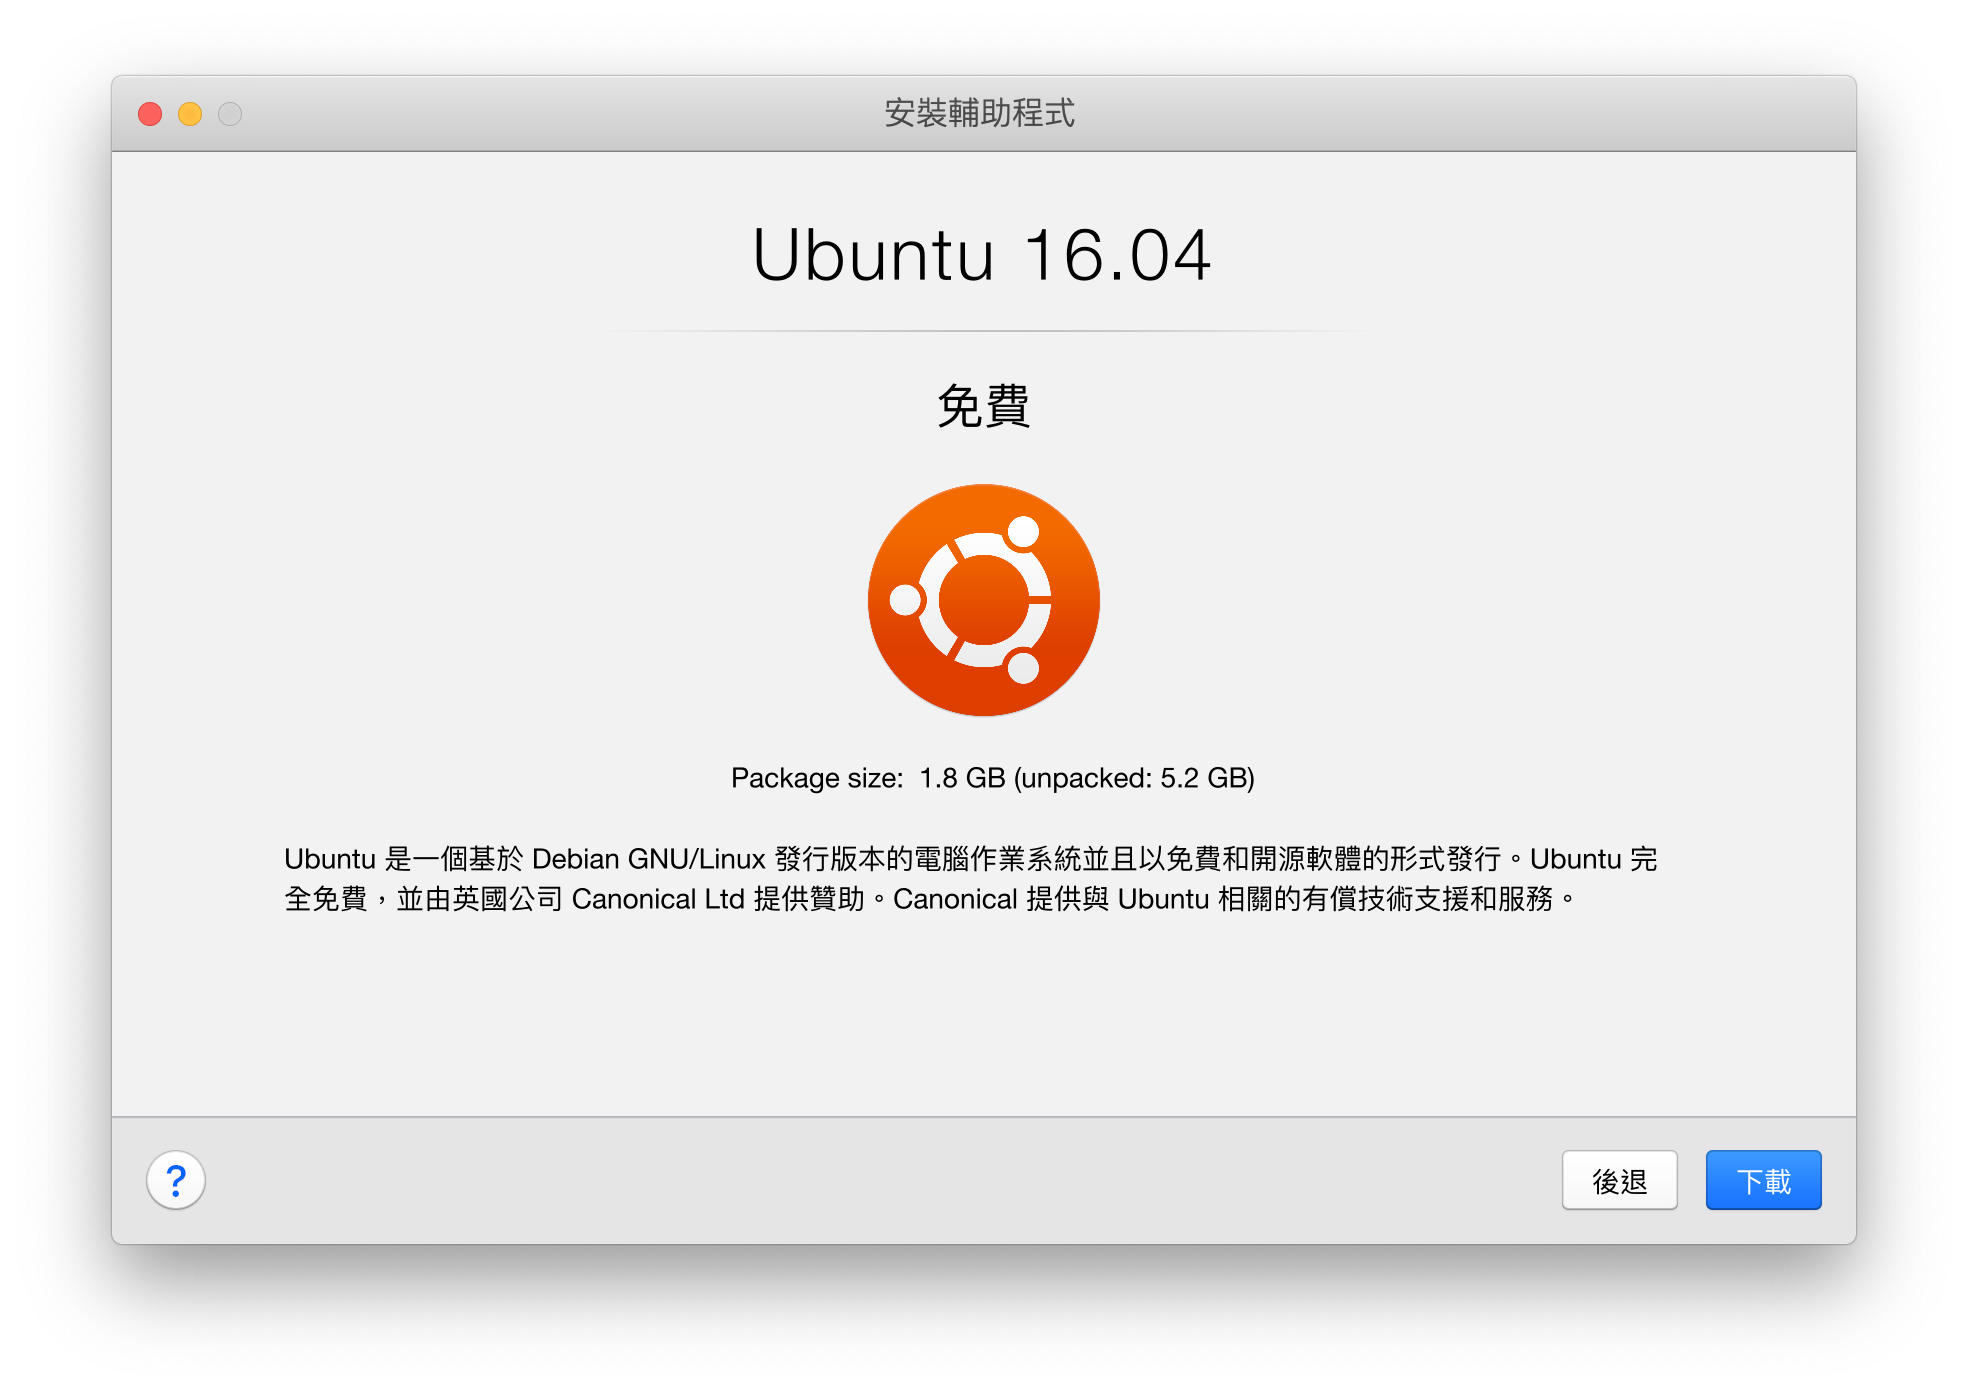 安裝輔助程式
Ubuntu 16.04
免費
Package size:  1.8 GB (unpacked: 5.2 GB)
Ubuntu 是一個基於 Debian GNU/Linux 發行版本的電腦作業系統並且以免費和開源軟體的形式發行。Ubuntu 完
全免費，並由英國公司 Canonical Ltd 提供贊助。Canonical 提供與 Ubuntu 相關的有償技術支援和服務。
?
後退
下載